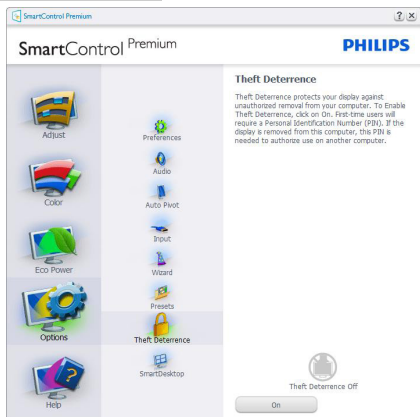 SmartControl Premium
? ×
SmartControl Premium
PHILIPS
Adjust
Color
Eco Power
Options
Help
Preferences
Audio
Auto Pivot
Input
Wizard
Presets
Theft Deterrence
SmartDesktop
Theft Deterrence
Theft Deterrence protects your display against
unauthorized removal from your computer. To Enable
Theft Deterrence, click on On. First-time users will
require a Personal Identification Number (PIN). If the
display is removed from this computer, this PIN is
needed to authorize use on another computer.
Theft Deterrence Off
On